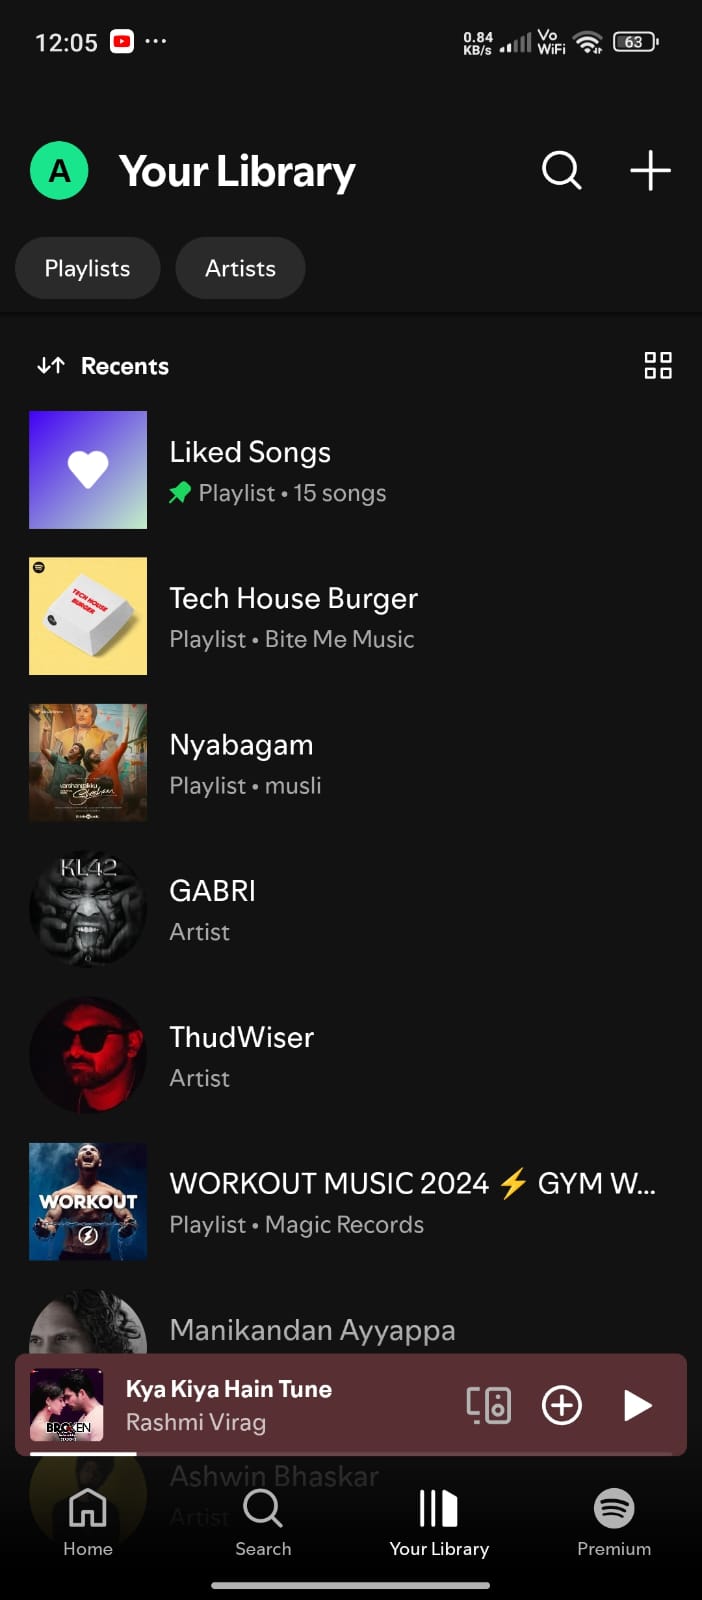 12:05 ...
0.84
KB/s
Vo
WiFi
63
A
Your Library
Playlists
Artists
Recents
Liked Songs
Playlist • 15 songs
TECH HOUSE
BURGER
Tech House Burger
Playlist • Bite Me Music
Nyabagam
Playlist • musli
KL42
GABRI
Artist
ThudWiser
Artist
WORKOUT
WORKOUT MUSIC 2024 ⚡ GYM W...
Playlist • Magic Records
Manikandan Ayyappa
BROKEN
Kya Kiya Hain Tune
Rashmi Virag
Ashwin Bhaskar
Artist
Home
Search
Your Library
Premium